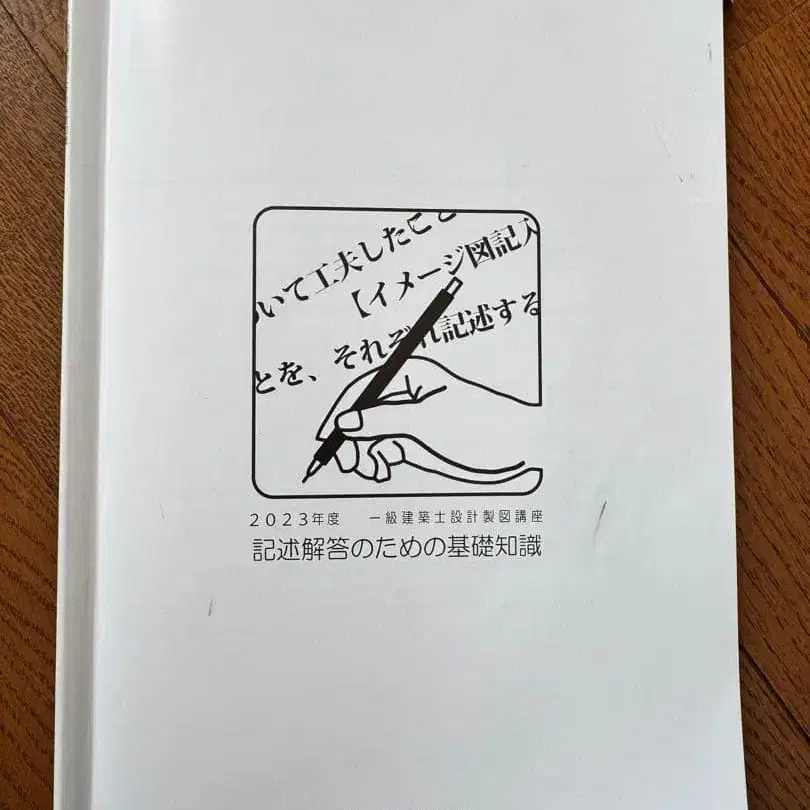 いて工夫したこと
【イメージ図記入
とを、それぞれ記述する
2023年度 一級建築士設計製図講座
記述解答のための基礎知識